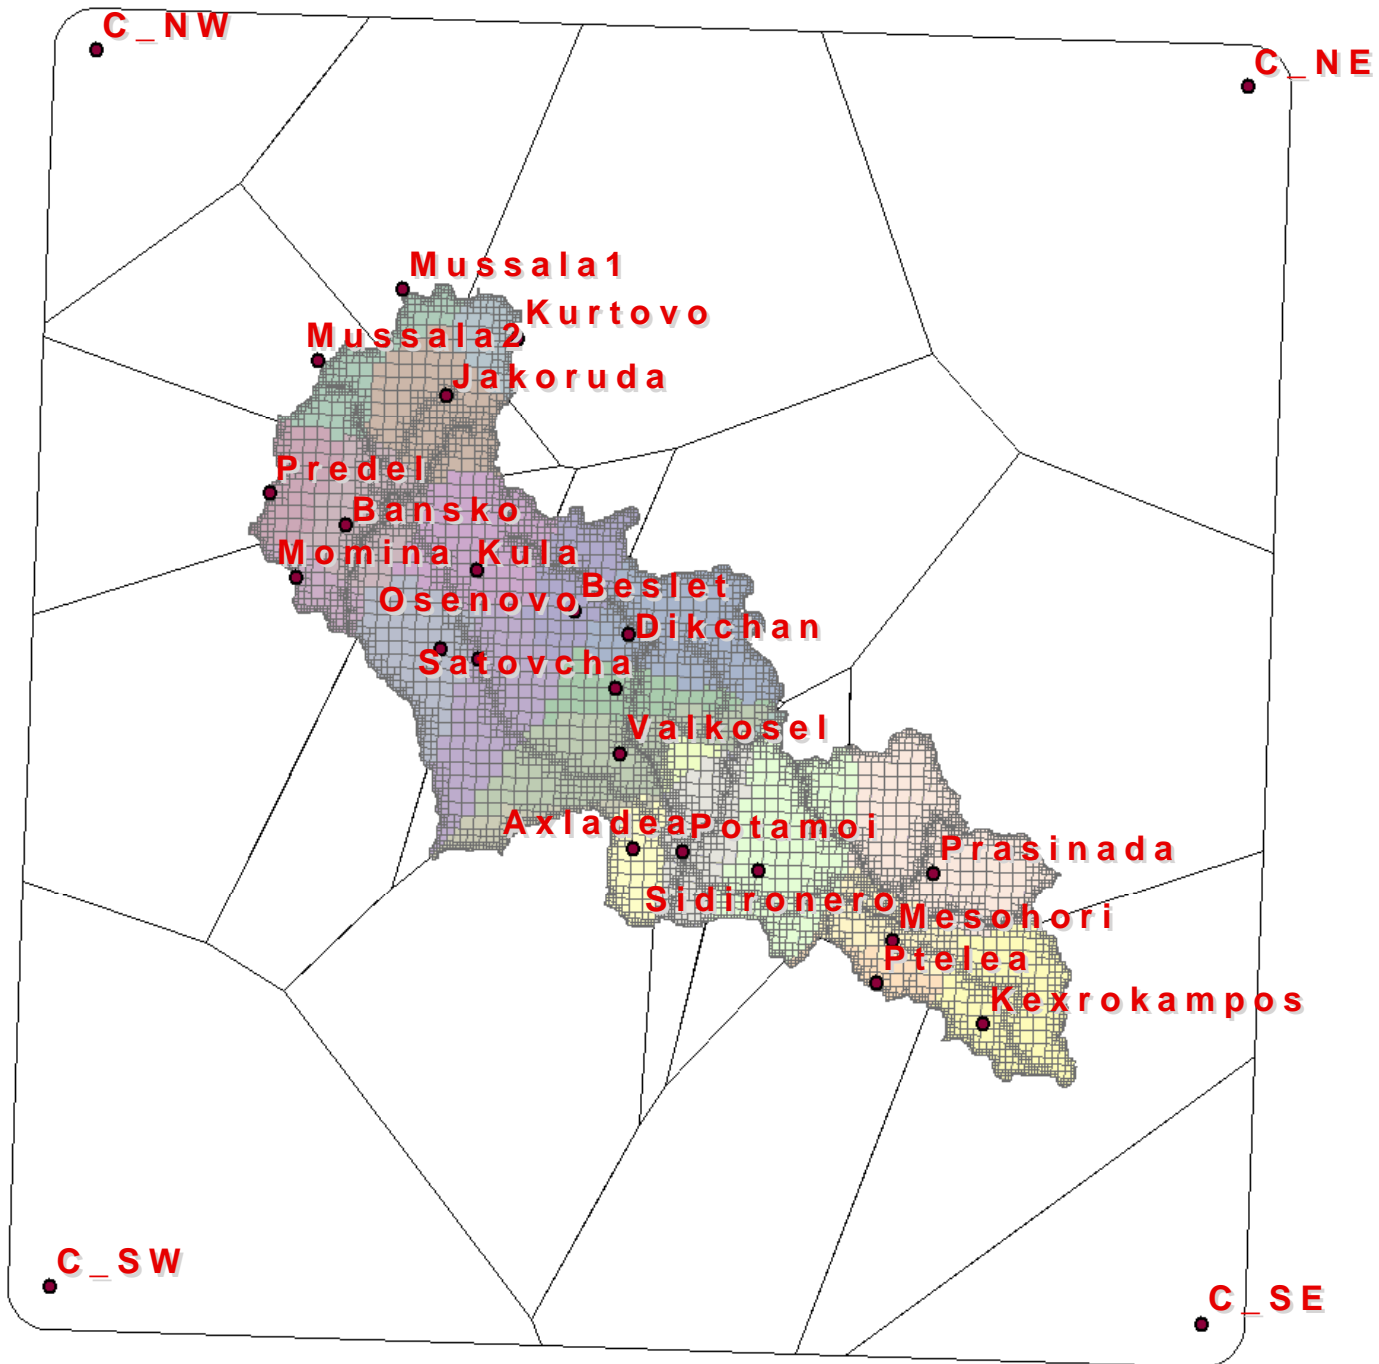 C_NW
C_NE
Mussala1
Kurtovo
Mussala2
Jakoruda
Predel
Bansko
Momina Kula
Beslet
Osenovo
Dikchan
Satovcha
Valkosel
Axladea
Potamoi
Prasinada
Sidironero
Mesohori
Ptelea
Kexrokampos
C_SW
C_SE